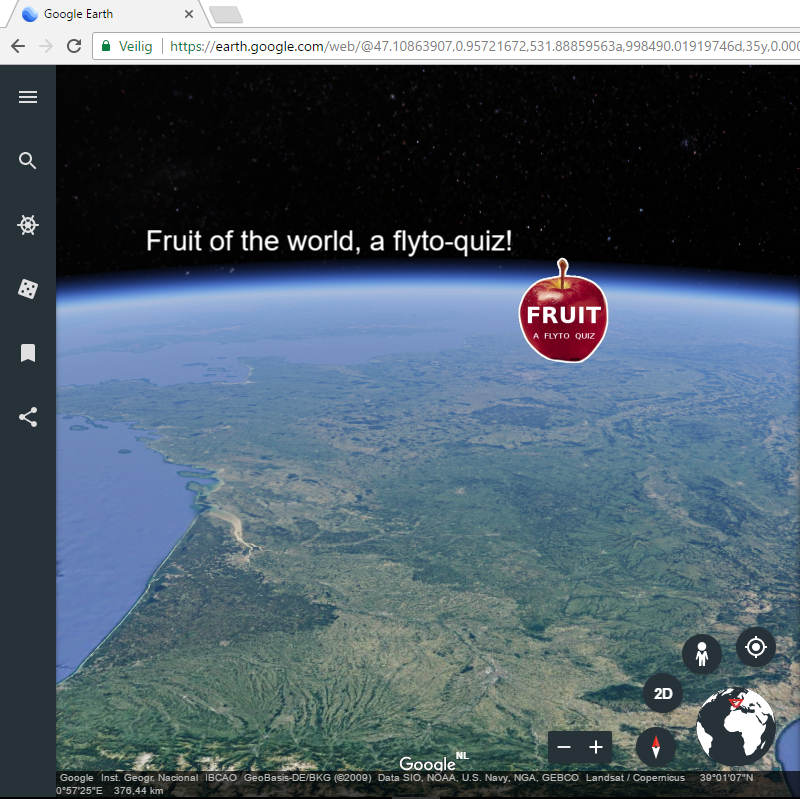 Google Earth
Veilig https://earth.google.com/web/@47.10863907,0.95721672,531.88859563a,998490.01919746d,35y,0.000
Fruit of the world, a flyto-quiz!
FRUIT
A FLYTO QUIZ
2D
Google NL
Google Inst. Geogr. Nacional IBCAO GeoBasis-DE/BKG (©2009) Data SIO, NOAA, U.S. Navy, NGA, GEBCO Landsat / Copernicus 39°01'07"N
0°57'25"E 376,44 km